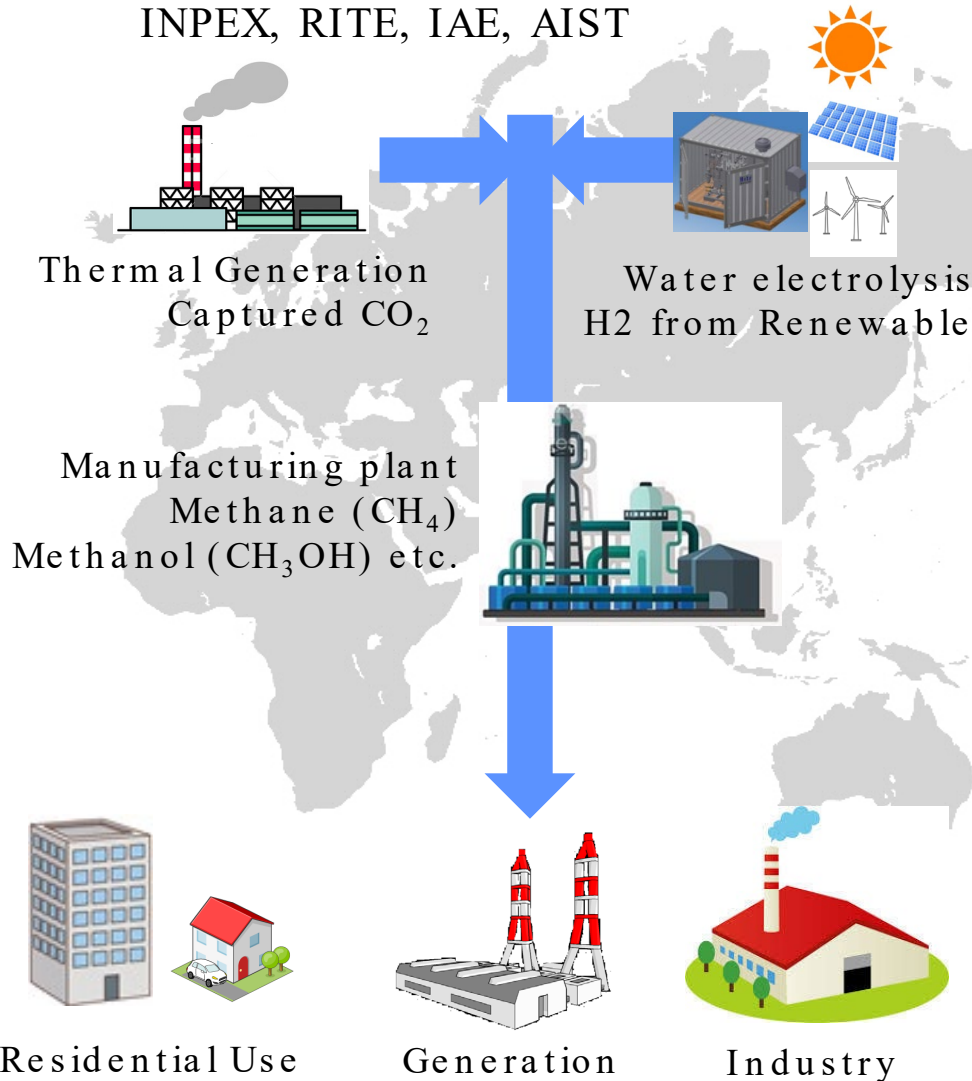 INPEX, RITE, IAE, AIST
Thermal Generation
Captured CO₂
Water electrolysis
H2 from Renewable
Manufacturing plant
Methane (CH₄)
Methanol (CH₃OH) etc.
Residential Use
Generation
Industry